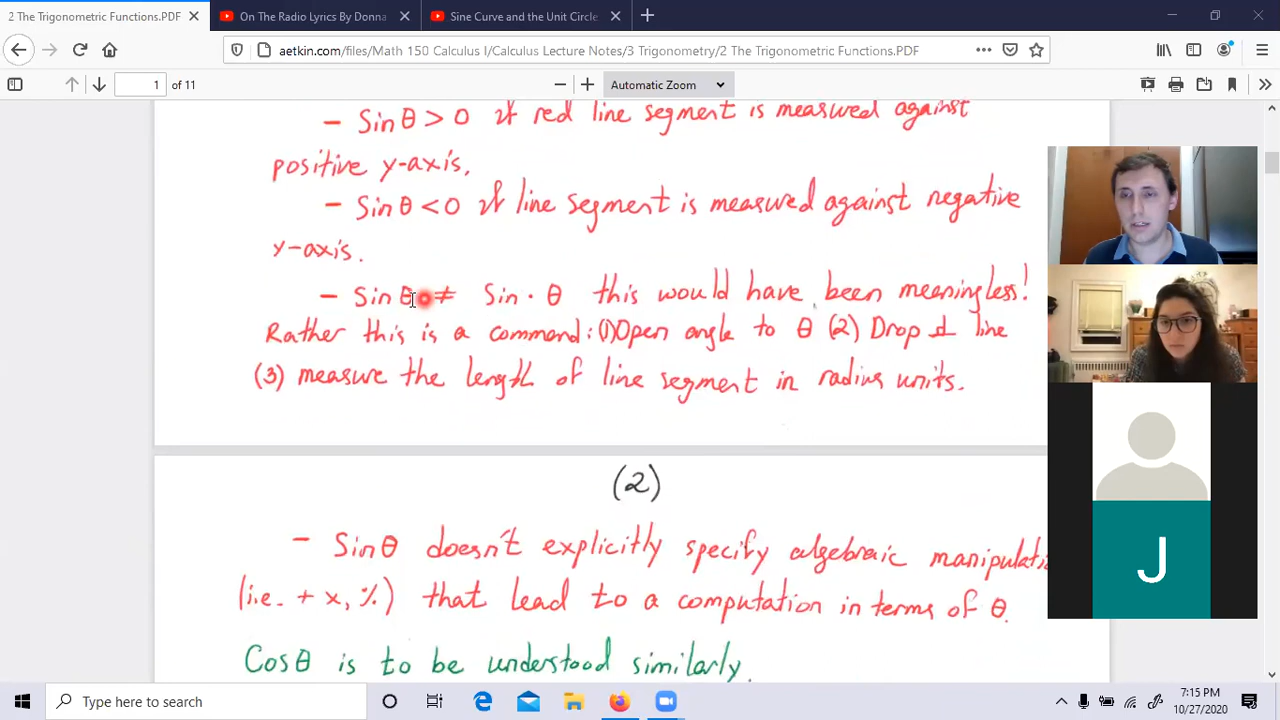 2 The Trigonometric Functions.PDF
On The Radio Lyrics By Donna
Sine Curve and the Unit Circle
aetkin.com/files/Math 150 Calculus I/Calculus Lecture Notes/3 Trigonometry/2 The Trigonometric Functions.PDF
1 of 11
Automatic Zoom
- Sinθ > 0 if red line segment is measured against
positive y-axis.
- Sinθ < 0 if line segment is measured against negative
y-axis.
- Sinθ ≠ Sin · θ this would have been meaningless!
Rather this is a command: (1) Open angle to θ (2) Drop ⊥ line
(3) measure the length of line segment in radius units.
(2)
- Sinθ doesn't explicitly specify algebraic manipulati
(i.e. + x, %) that lead to a computation in terms of θ.
Cosθ is to be understood similarly.
J
Type here to search
7:15 PM
10/27/2020